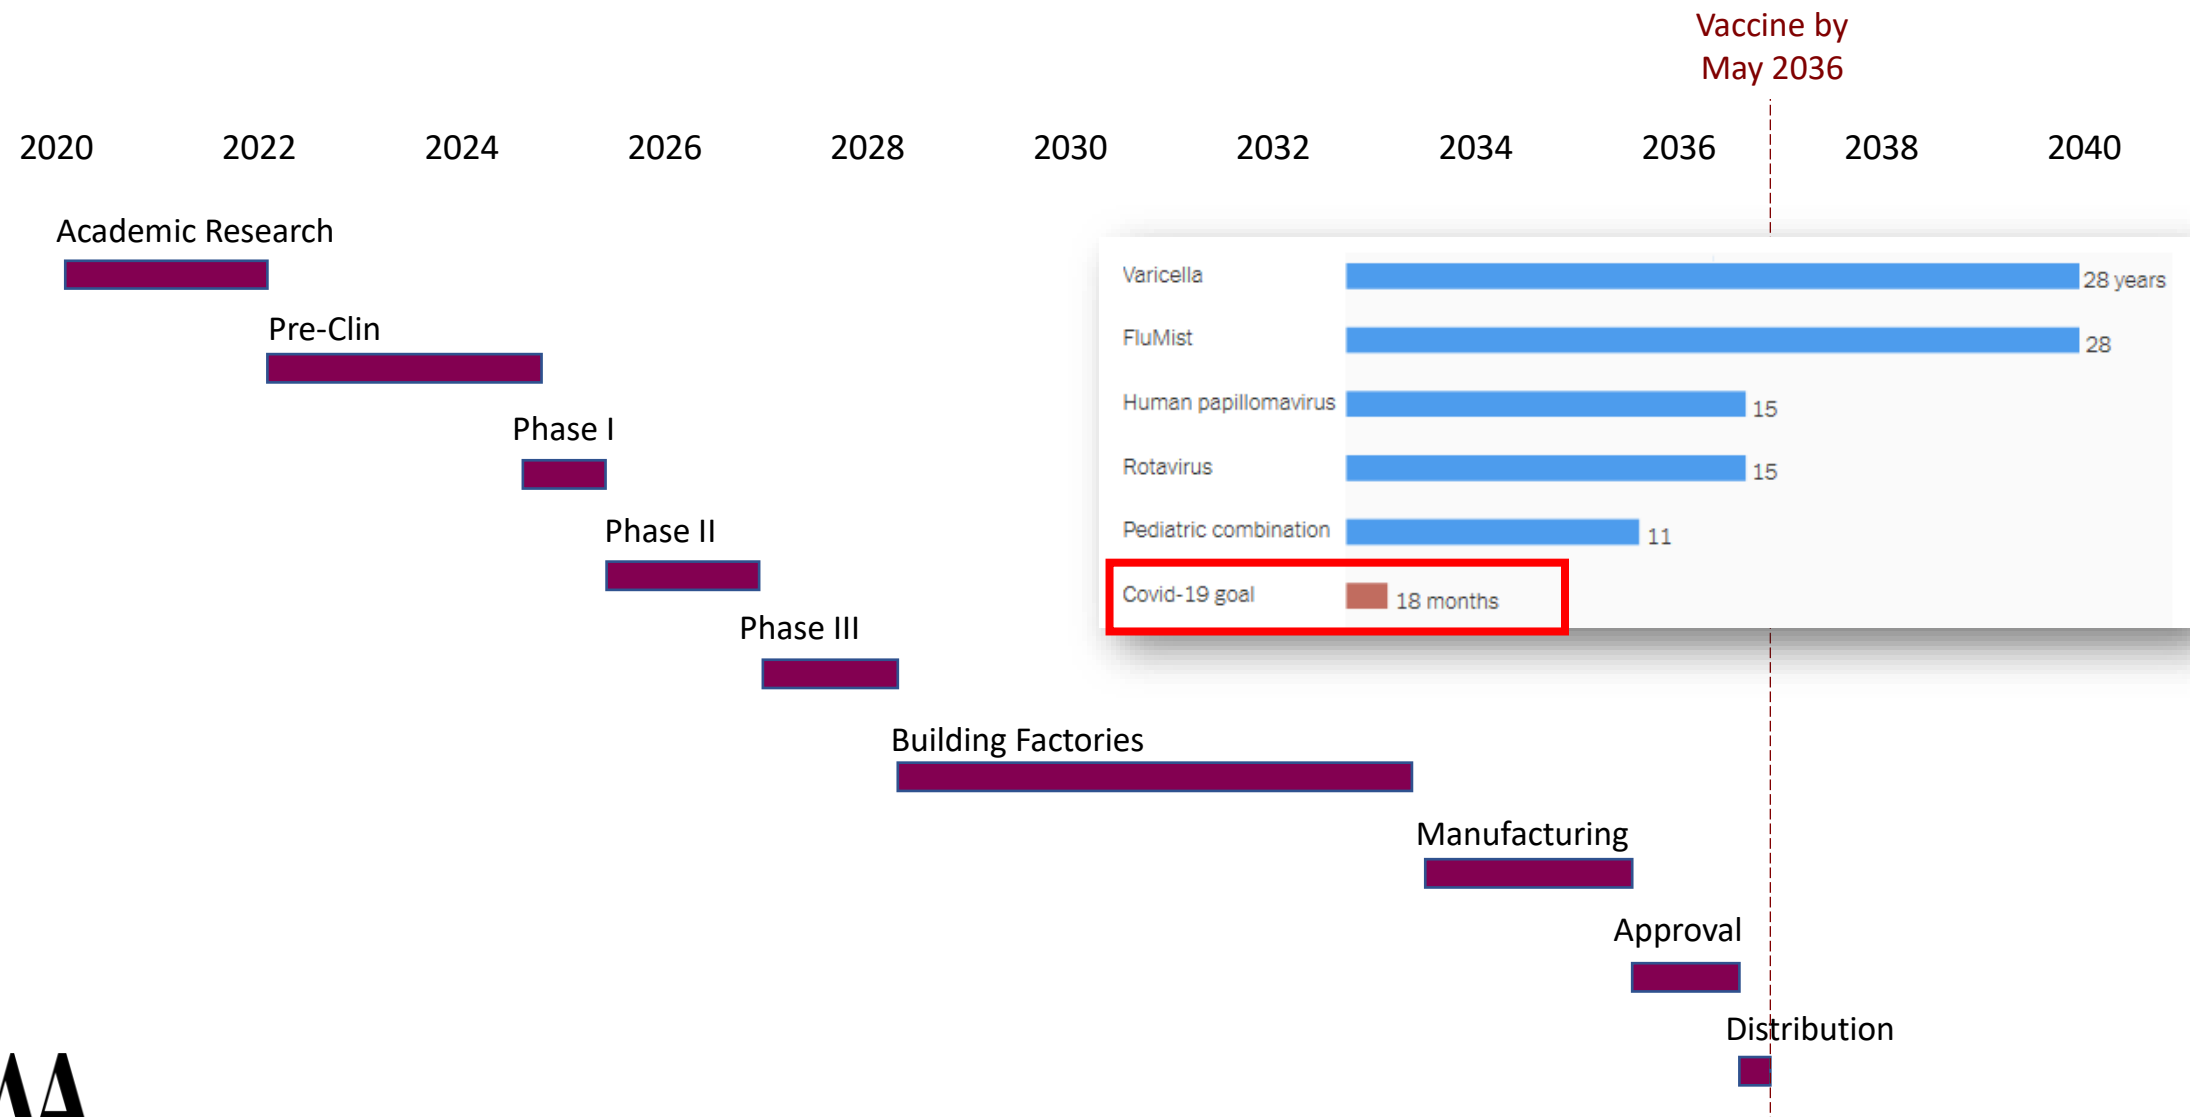 Vaccine by
May 2036
2020 2022 2024 2026 2028 2030 2032 2034 2036 2038 2040
Academic Research
Pre-Clin
Phase I
Phase II
Phase III
Building Factories
Manufacturing
Approval
Distribution
Varicella 28 years
FluMist 28
Human papillomavirus 15
Rotavirus 15
Pediatric combination 11
Covid-19 goal 18 months